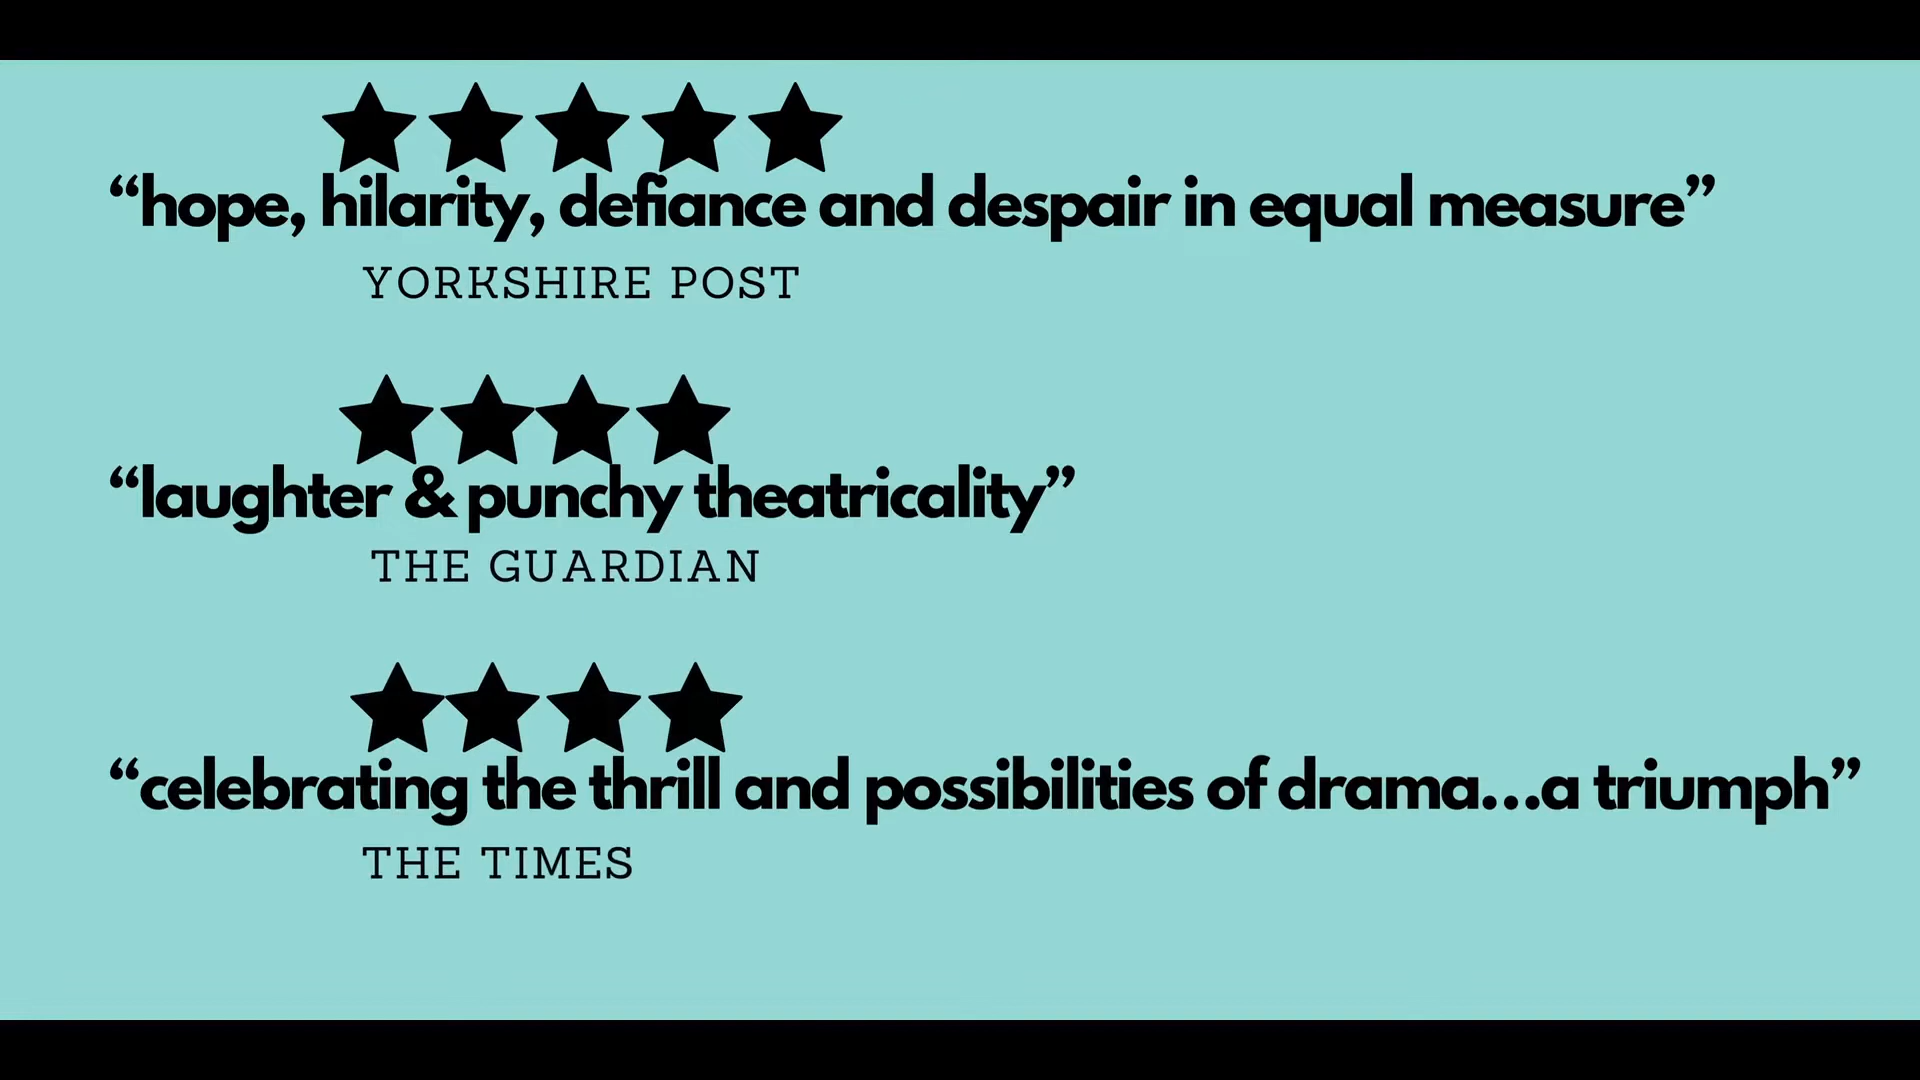 “hope, hilarity, defiance and despair in equal measure”
YORKSHIRE POST
“laughter & punchy theatricality”
THE GUARDIAN
“celebrating the thrill and possibilities of drama...a triumph”
THE TIMES